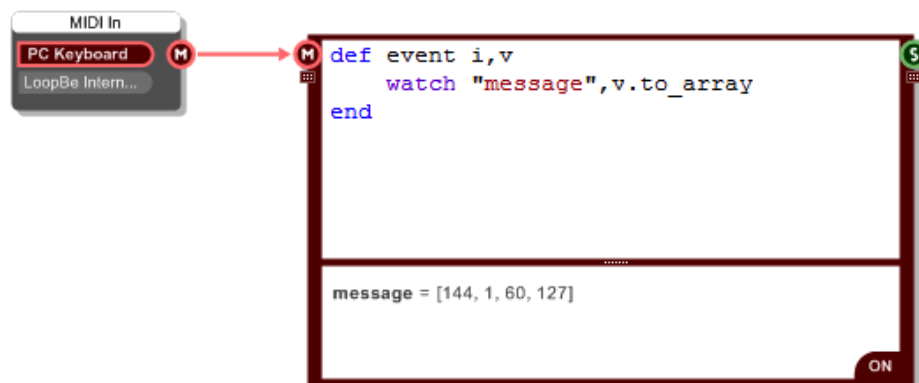 MIDI In
PC Keyboard
M
LoopBe Intern...
M
def event i,v
watch "message",v.to_array
end
S
message = [144, 1, 60, 127]
ON